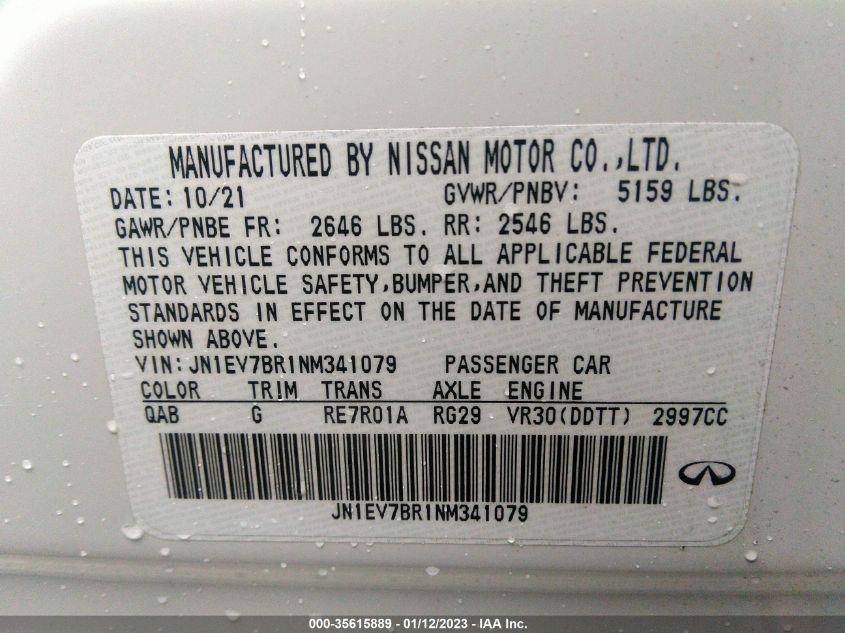 MANUFACTURED BY NISSAN MOTOR CO.,LTD.
DATE: 10/21 GVWR/PNBV: 5159 LBS.
GAWR/PNBE FR: 2646 LBS. RR: 2546 LBS.
THIS VEHICLE CONFORMS TO ALL APPLICABLE FEDERAL
MOTOR VEHICLE SAFETY,BUMPER,AND THEFT PREVENTION
STANDARDS IN EFFECT ON THE DATE OF MANUFACTURE
SHOWN ABOVE.
VIN:JN1EV7BR1NM341079 PASSENGER CAR
COLOR TRIM TRANS AXLE ENGINE
QAB G RE7R01A RG29 VR30(DDTT) 2997CC
JN1EV7BR1NM341079
000-35615889 - 01/12/2023 - IAA Inc.